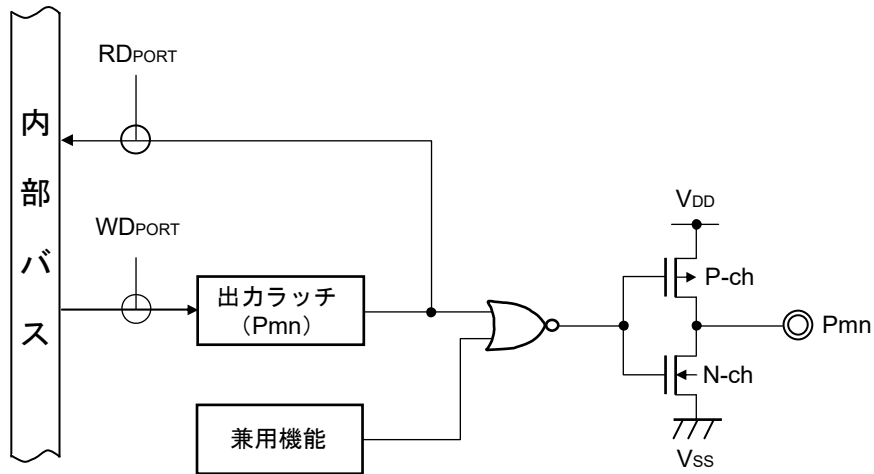 RDPORT
内部バス
WDPORT
出力ラッチ
（Pmn）
兼用機能
VDD
P-ch
Pmn
N-ch
VSS